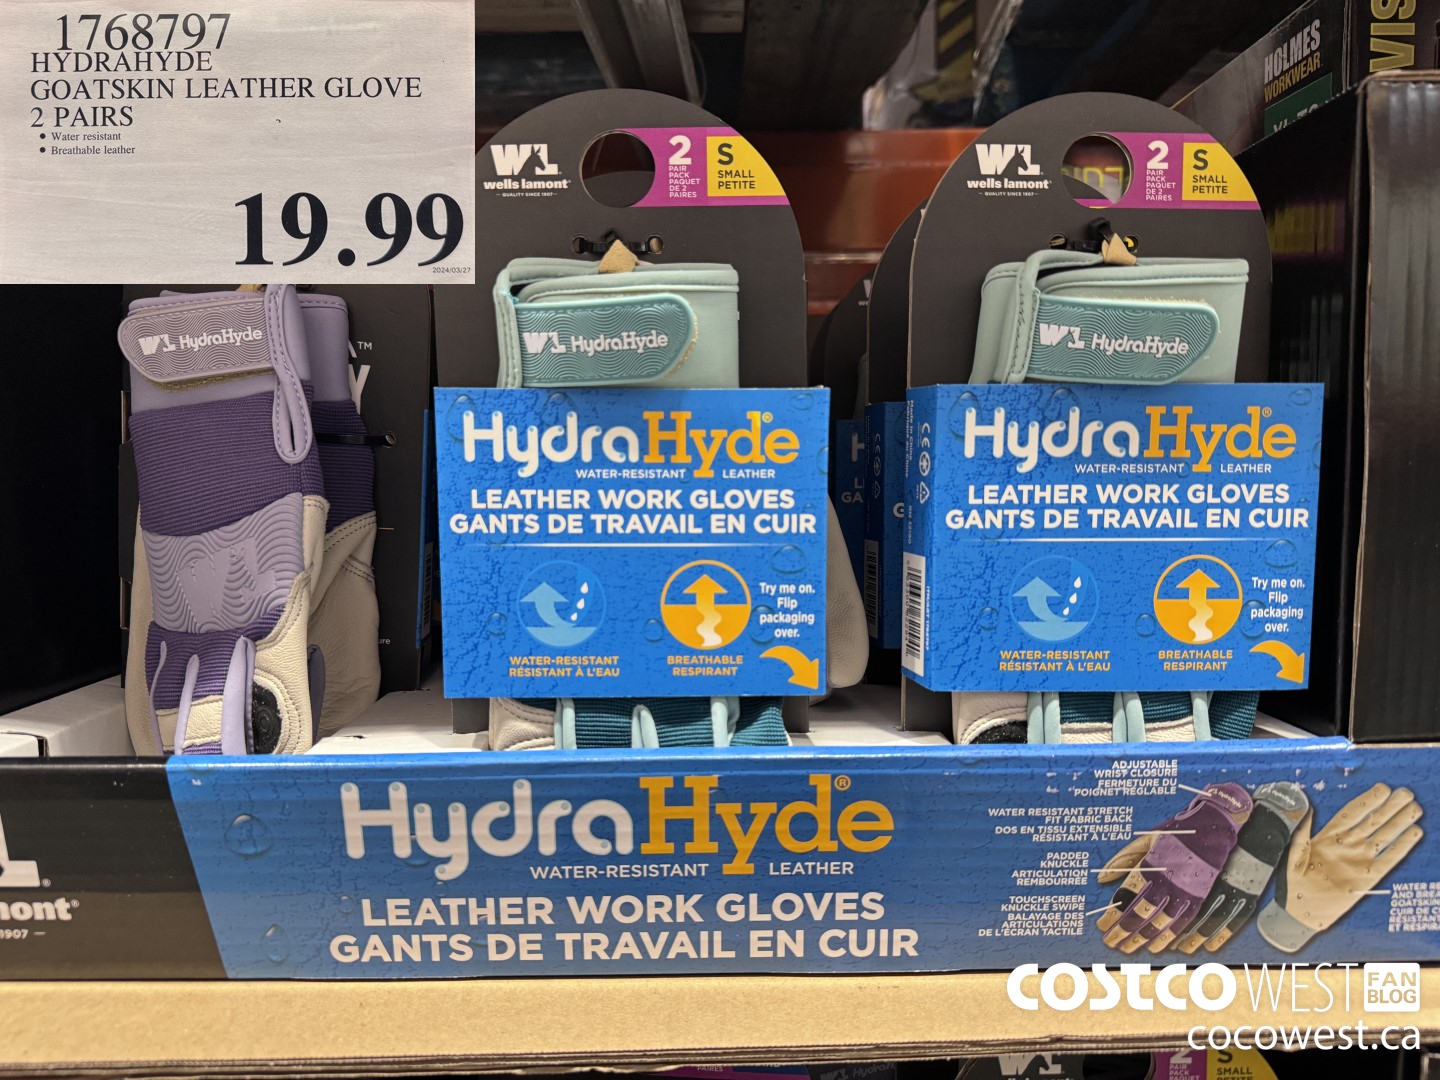 1768797
HYDRAHYDE
GOATSKIN LEATHER GLOVE
2 PAIRS
• Water resistant
• Breathable leather
19.99
2024/03/27
wells lamont
QUALITY SINCE 1907
2
PAIR
PACK
PAQUET
DE 2
PAIRES
S
SMALL
PETITE
wells lamont
QUALITY SINCE 1907
2
PAIR
PACK
PAQUET
DE 2
PAIRES
S
SMALL
PETITE
HOLMES
WORKWEAR
HydraHyde
HydraHyde
HydraHyde
HydraHyde®
WATER-RESISTANT LEATHER
LEATHER WORK GLOVES
GANTS DE TRAVAIL EN CUIR
WATER-RESISTANT
RÉSISTANT À L'EAU
BREATHABLE
RESPIRANT
Try me on.
Flip
packaging
over.
HydraHyde®
WATER-RESISTANT LEATHER
LEATHER WORK GLOVES
GANTS DE TRAVAIL EN CUIR
WATER-RESISTANT
RÉSISTANT À L'EAU
BREATHABLE
RESPIRANT
Try me on.
Flip
packaging
over.
HydraHyde®
WATER-RESISTANT LEATHER
LEATHER WORK GLOVES
GANTS DE TRAVAIL EN CUIR
ADJUSTABLE
WRIST CLOSURE
FERMETURE DU
POIGNET RÉGLABLE
WATER RESISTANT STRETCH
FIT FABRIC BACK
DOS EN TISSU EXTENSIBLE
RÉSISTANT À L'EAU
PADDED
KNUCKLE
ARTICULATION
REMBOURRÉE
TOUCHSCREEN
KNUCKLE SWIPE
BALAYAGE DES
ARTICULATIONS
DE L'ÉCRAN TACTILE
COSTCO WEST FAN BLOG
cocowest.ca
S
SMALL